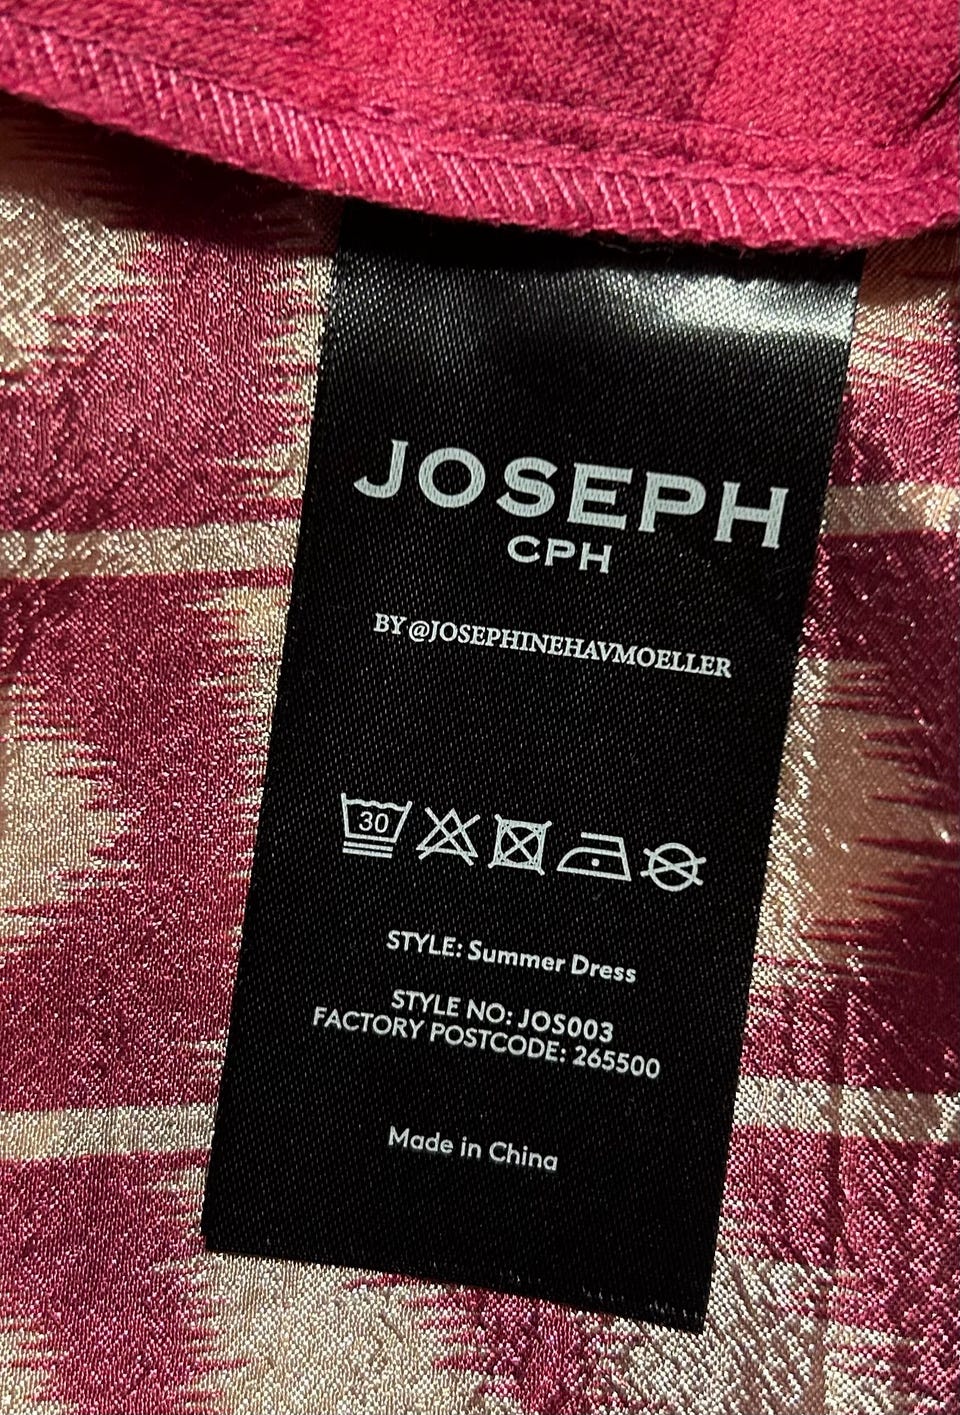 JOSEPH
CPH
BY @JOSEPHINEHAVMOELLER
30
STYLE: Summer Dress
STYLE NO: JOS003
FACTORY POSTCODE: 265500
Made in China